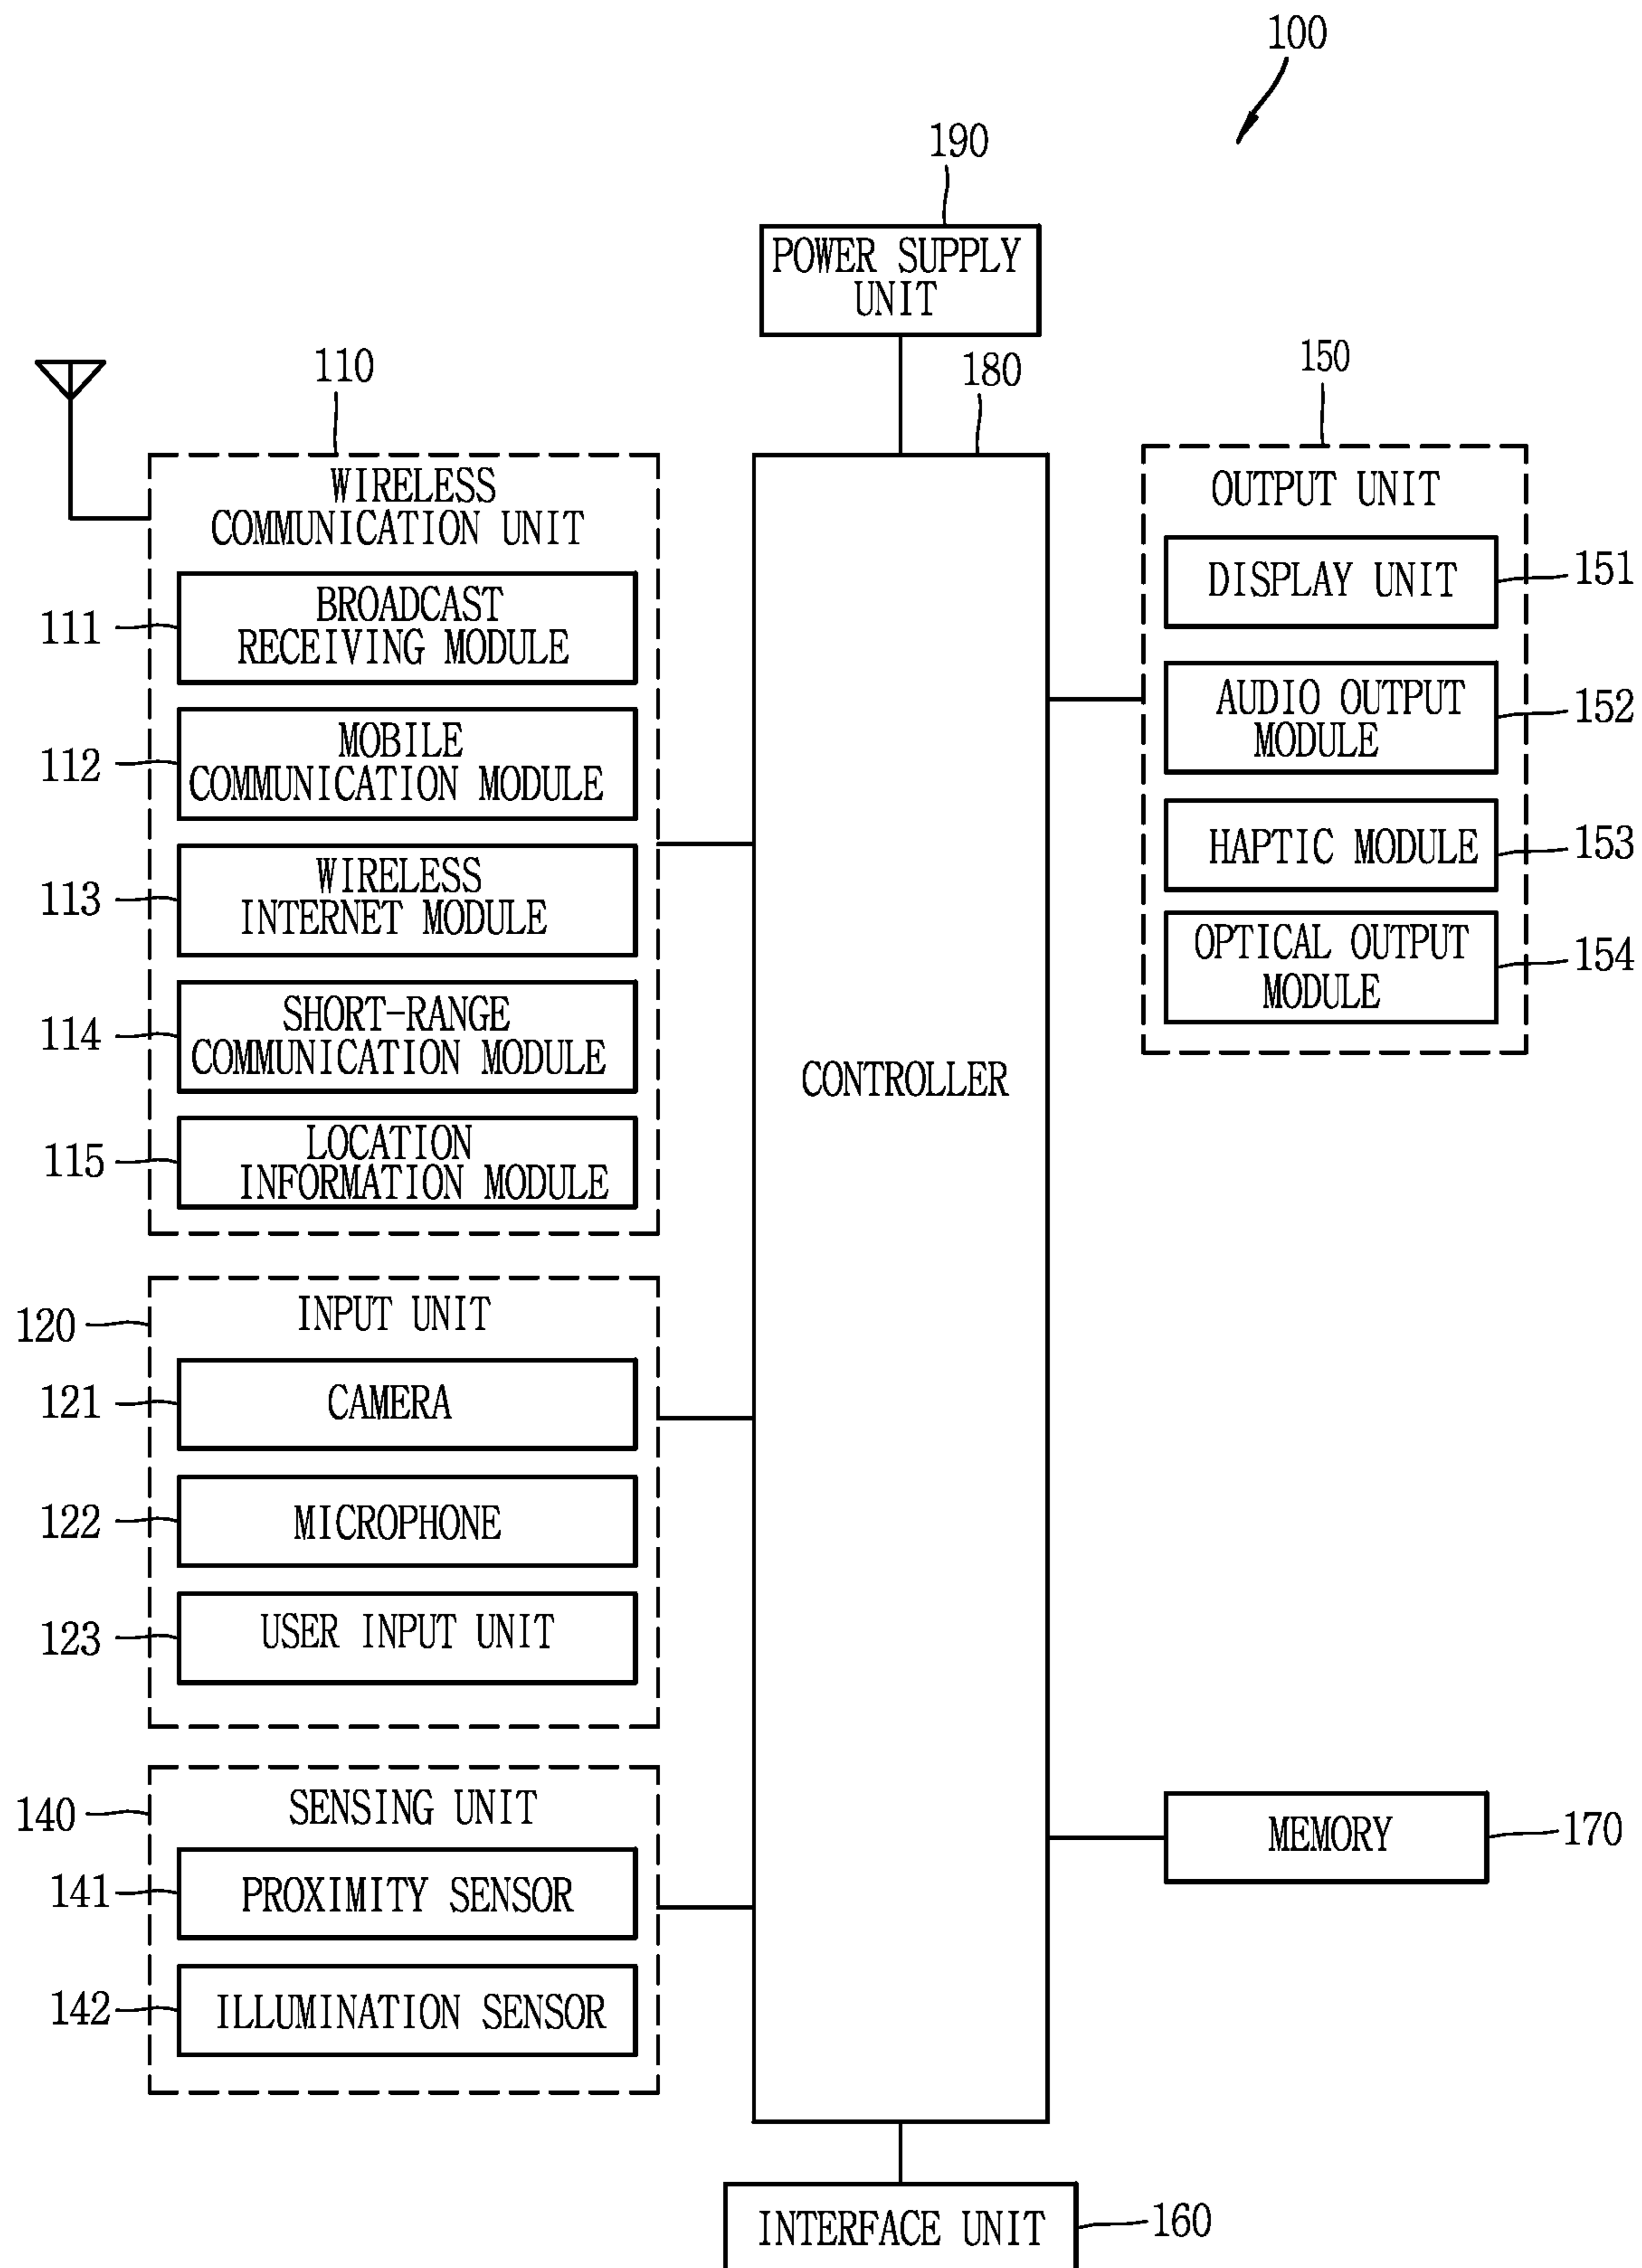 100
190
POWER SUPPLY
UNIT
110
180
150
WIRELESS
COMMUNICATION UNIT
111
BROADCAST
RECEIVING MODULE
112
MOBILE
COMMUNICATION MODULE
113
WIRELESS
INTERNET MODULE
114
SHORT-RANGE
COMMUNICATION MODULE
115
LOCATION
INFORMATION MODULE
120
INPUT UNIT
121
CAMERA
122
MICROPHONE
123
USER INPUT UNIT
140
SENSING UNIT
141
PROXIMITY SENSOR
142
ILLUMINATION SENSOR
CONTROLLER
OUTPUT UNIT
DISPLAY UNIT
151
AUDIO OUTPUT
MODULE
152
HAPTIC MODULE
153
OPTICAL OUTPUT
MODULE
154
MEMORY
170
INTERFACE UNIT
160